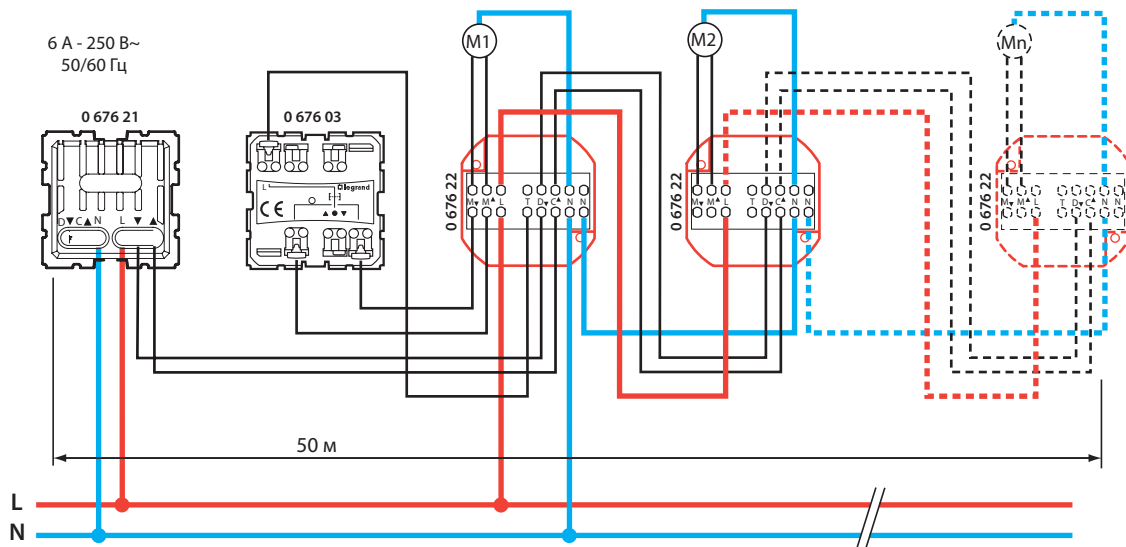 6 А - 250 В~
50/60 Гц
M1
M2
Mn
0 676 21
0 676 03
D▼C▲ N L ▼ ▲
L
legrand
CE
▲ ● ▼
0 676 22
M▼ M▲ L T D▼C▲ N N
0 676 22
M▼ M▲ L T D▼C▲ N N
0 676 22
M▼ M▲ L T D▼C▲ N N
50 м
L
N